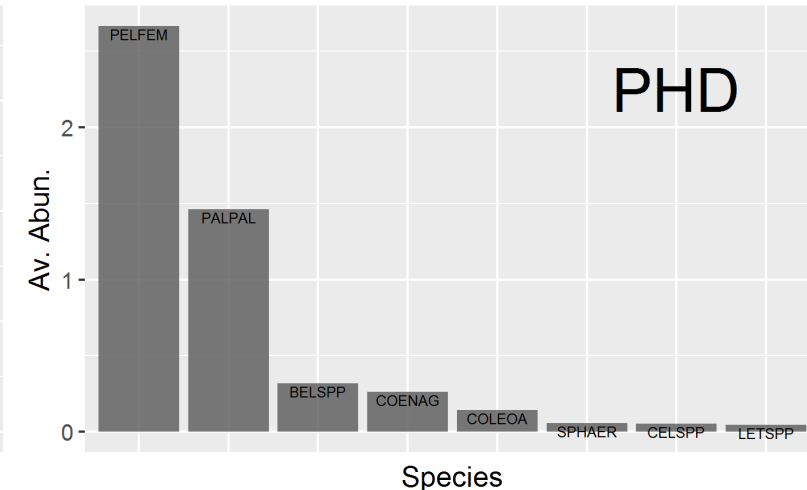 PHD
Av. Abun.
2
1
0
PELFEM
PALPAL
BELSPP
COENAG
COLEOA
SPHAER
CELSPP
LETSPP
Species